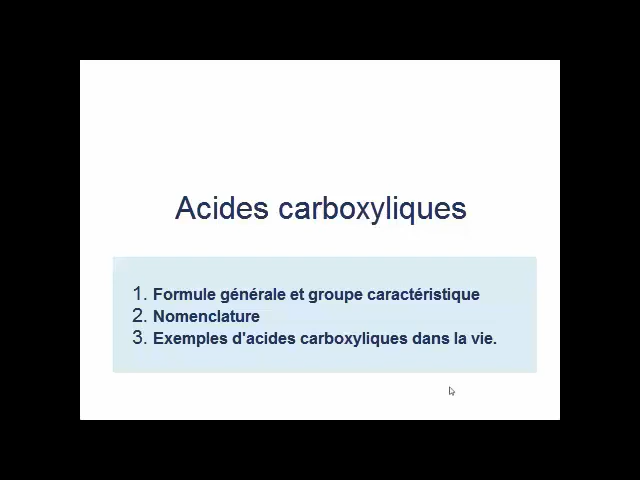 Acides carboxyliques
1. Formule générale et groupe caractéristique
2. Nomenclature
3. Exemples d'acides carboxyliques dans la vie.